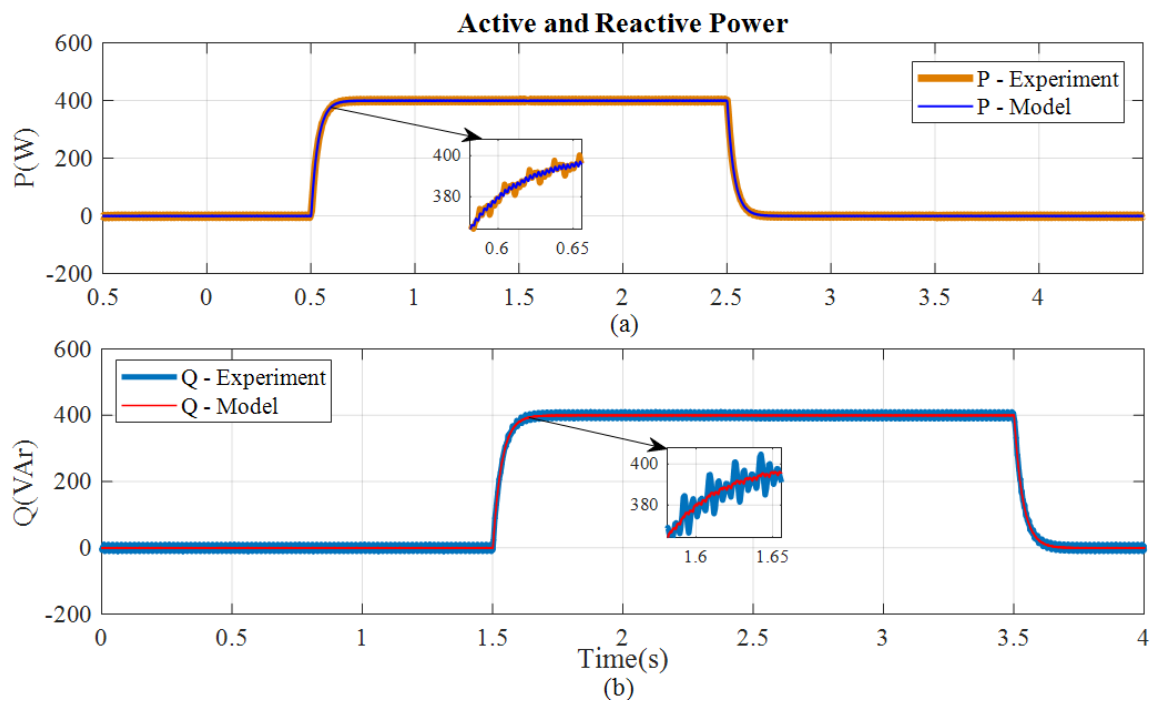 Active and Reactive Power
600
400
200
0
-200
P(W)
P - Experiment
P - Model
400
380
0.6 0.65
0.5 0 0.5 1 1.5 2 2.5 3 3.5 4
(a)
600
400
200
0
-200
Q(VAr)
Q - Experiment
Q - Model
400
380
1.6 1.65
0 0.5 1 1.5 2 2.5 3 3.5 4
Time(s)
(b)